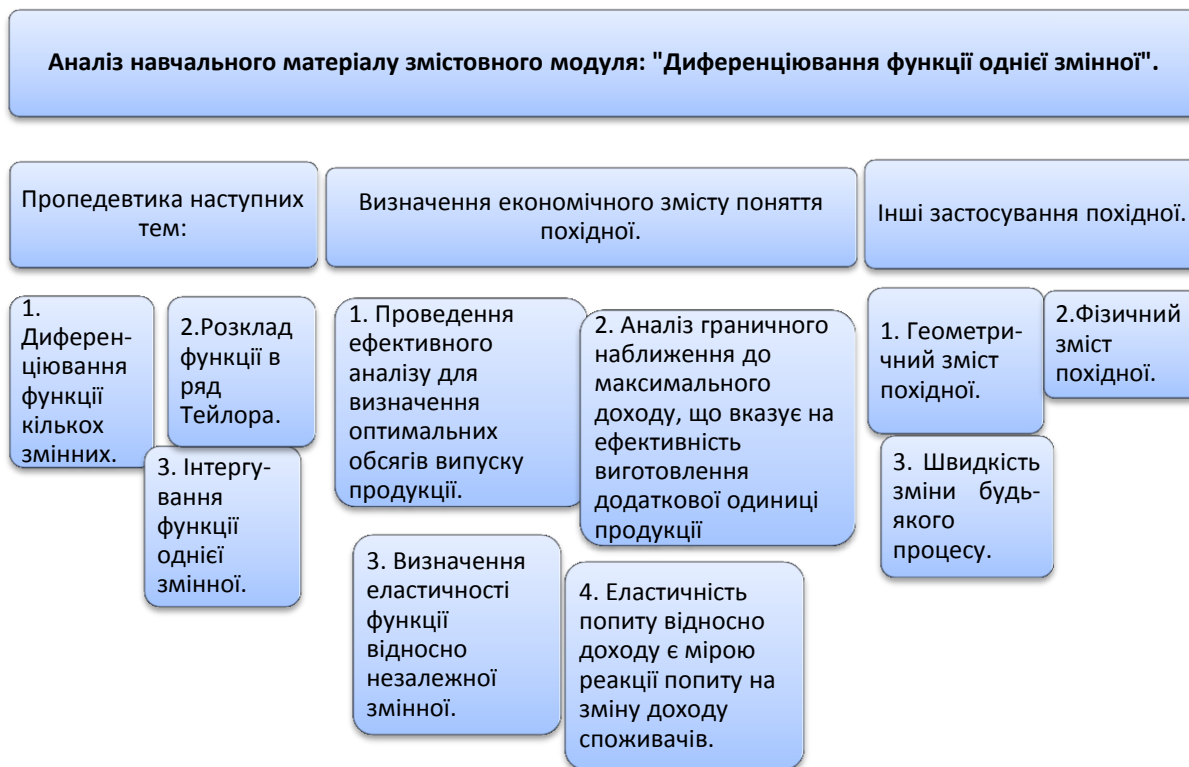 Аналіз навчального матеріалу змістовного модуля: "Диференціювання функції однієї змінної".
Пропедевтика наступних
тем:
1.
Диферен-
ціювання
функції
кількох
змінних.
2.Розклад
функції в
ряд
Тейлора.
3. Інтергу-
вання
функції
однієї
змінної.
Визначення економічного змісту поняття
похідної.
1. Проведення
ефективного
аналізу для
визначення
оптимальних
обсягів випуску
продукції.
2. Аналіз граничного
наближення до
максимального
доходу, що вказує на
ефективність
виготовлення
додаткової одиниці
продукції
3. Визначення
еластичності
функції
відносно
незалежної
змінної.
4. Еластичність
попиту відносно
доходу є мірою
реакції попиту на
зміну доходу
споживачів.
Інші застосування похідної.
1. Геометри-
чний зміст
похідної.
2.Фізичний
зміст
похідної.
3. Швидкість
зміни будь-
якого
процесу.